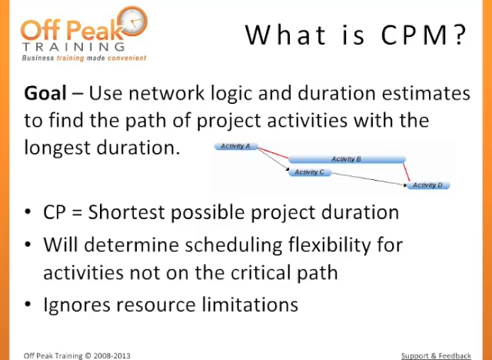 Off Peak
TRAINING
Business training made convenient
What is CPM?
Goal – Use network logic and duration estimates
to find the path of project activities with the
longest duration.
Activity A
Activity B
Activity C
Activity D
• CP = Shortest possible project duration
• Will determine scheduling flexibility for
activities not on the critical path
• Ignores resource limitations
Off Peak Training © 2008-2013
Support & Feedback